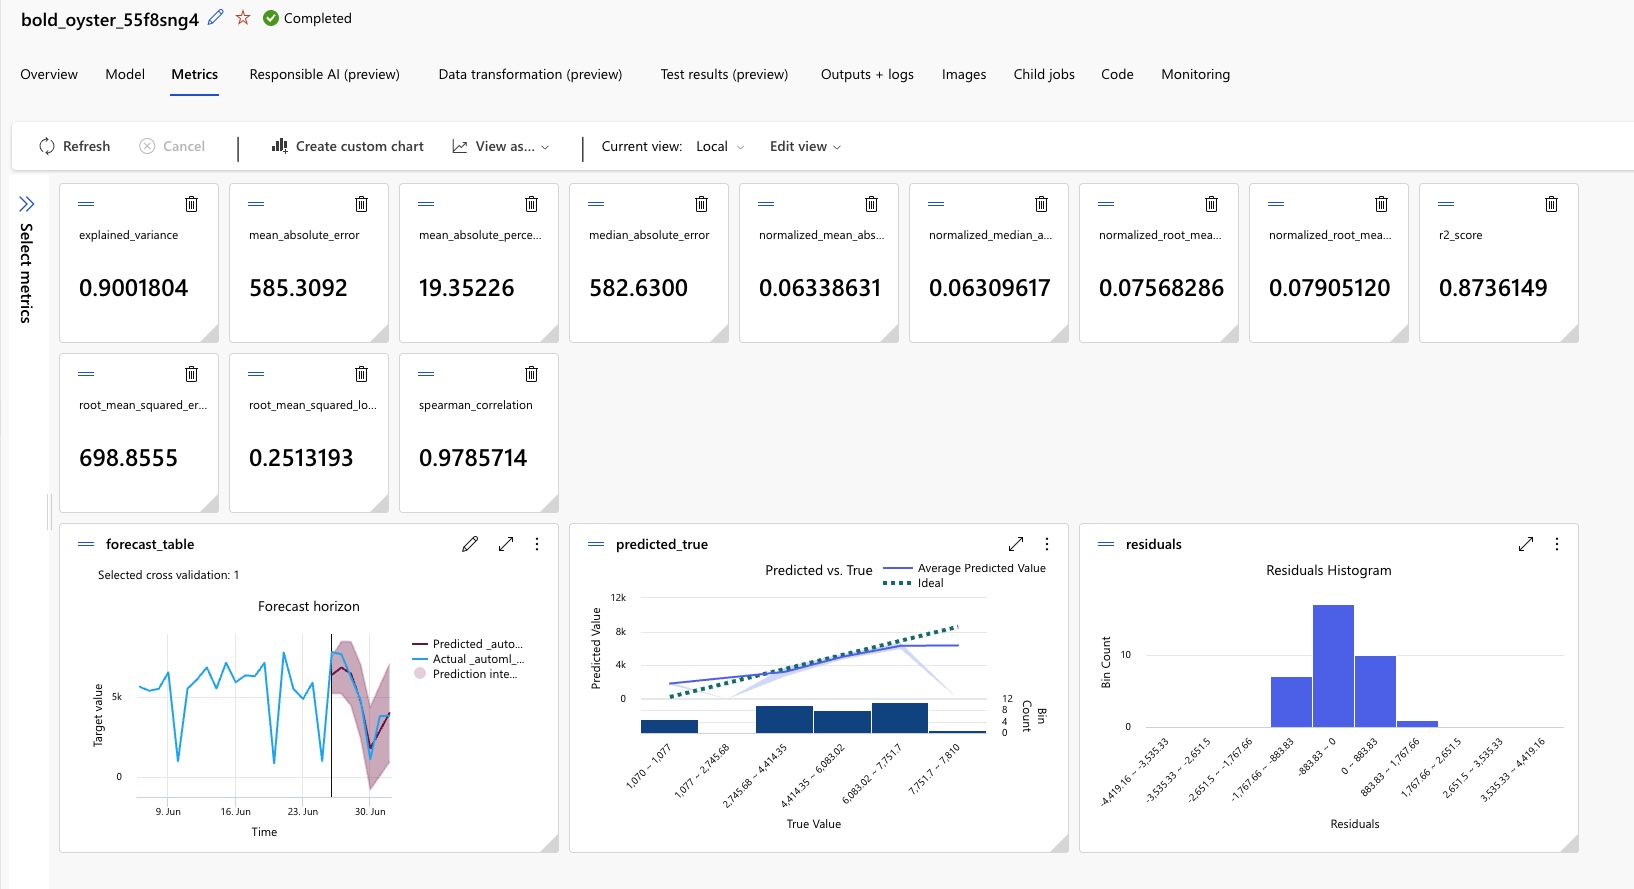 bold_oyster_55f8sng4 Completed
Overview Model Metrics Responsible AI (preview) Data transformation (preview) Test results (preview) Outputs + logs Images Child jobs Code Monitoring
Refresh Cancel Create custom chart View as... Current view: Local Edit view
Select metrics
explained_variance
0.9001804
mean_absolute_error
585.3092
mean_absolute_perce...
19.35226
median_absolute_error
582.6300
normalized_mean_abs...
0.06338631
normalized_median_a...
0.06309617
normalized_root_mea...
0.07568286
normalized_root_mea...
0.07905120
r2_score
0.8736149
root_mean_squared_er...
698.8555
root_mean_squared_lo...
0.2513193
spearman_correlation
0.9785714
forecast_table
Selected cross validation: 1
Forecast horizon
Predicted _auto...
Actual _automl_...
Prediction inte...
Target value
5k
0
9. Jun 16. Jun 23. Jun 30. Jun
Time
predicted_true
Predicted vs. True
Average Predicted Value
Ideal
Predicted Value
12k
8k
4k
0
12
8
4
0
Bin
Count
1,070 ~ 1,077
1,077 ~ 2,745.68
2,745.68 ~ 4,414.35
4,414.35 ~ 6,083.02
6,083.02 ~ 7,751.7
7,751.7 ~ 7,810
True Value
residuals
Residuals Histogram
Bin Count
10
0
-4,419.16 ~ -3,535.33
-3,535.33 ~ -2,651.5
-2,651.5 ~ -1,767.66
-1,767.66 ~ -883.83
-883.83 ~ 0
0 ~ 883.83
883.83 ~ 1,767.66
1,767.66 ~ 2,651.5
2,651.5 ~ 3,535.33
3,535.33 ~ 4,419.16
Residuals